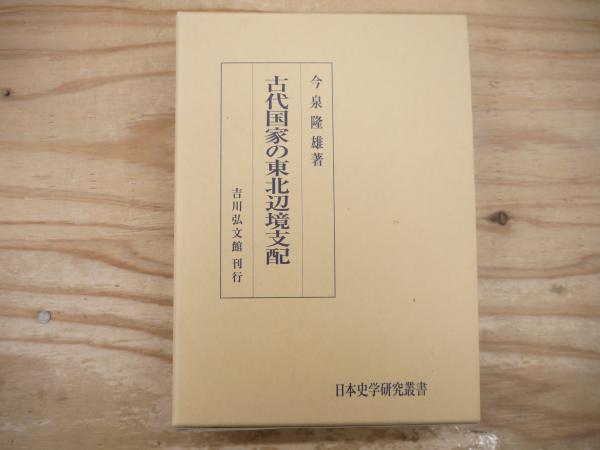 今泉隆雄著
古代国家の東北辺境支配
吉川弘文館 刊行
日本史学研究叢書